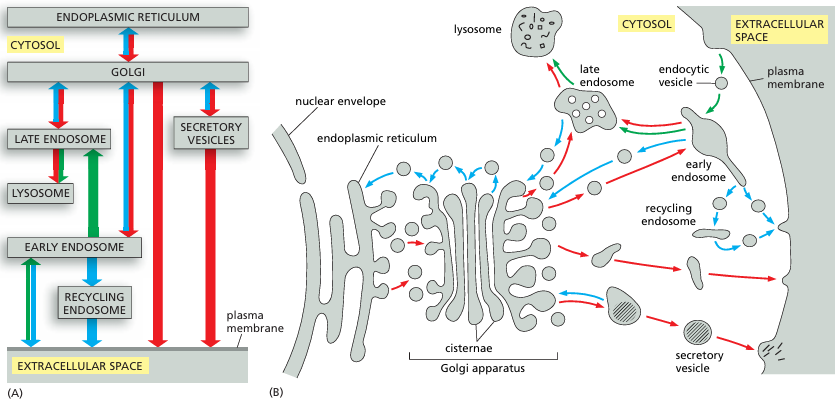 ENDOPLASMIC RETICULUM
CYTOSOL
GOLGI
LATE ENDOSOME
SECRETORY
VESICLES
LYSOSOME
EARLY ENDOSOME
RECYCLING
ENDOSOME
plasma
membrane
EXTRACELLULAR SPACE
(A)
lysosome
CYTOSOL
EXTRACELLULAR
SPACE
late
endosome
endocytic
vesicle
plasma
membrane
nuclear envelope
endoplasmic reticulum
early
endosome
recycling
endosome
cisternae
Golgi apparatus
secretory
vesicle
(B)